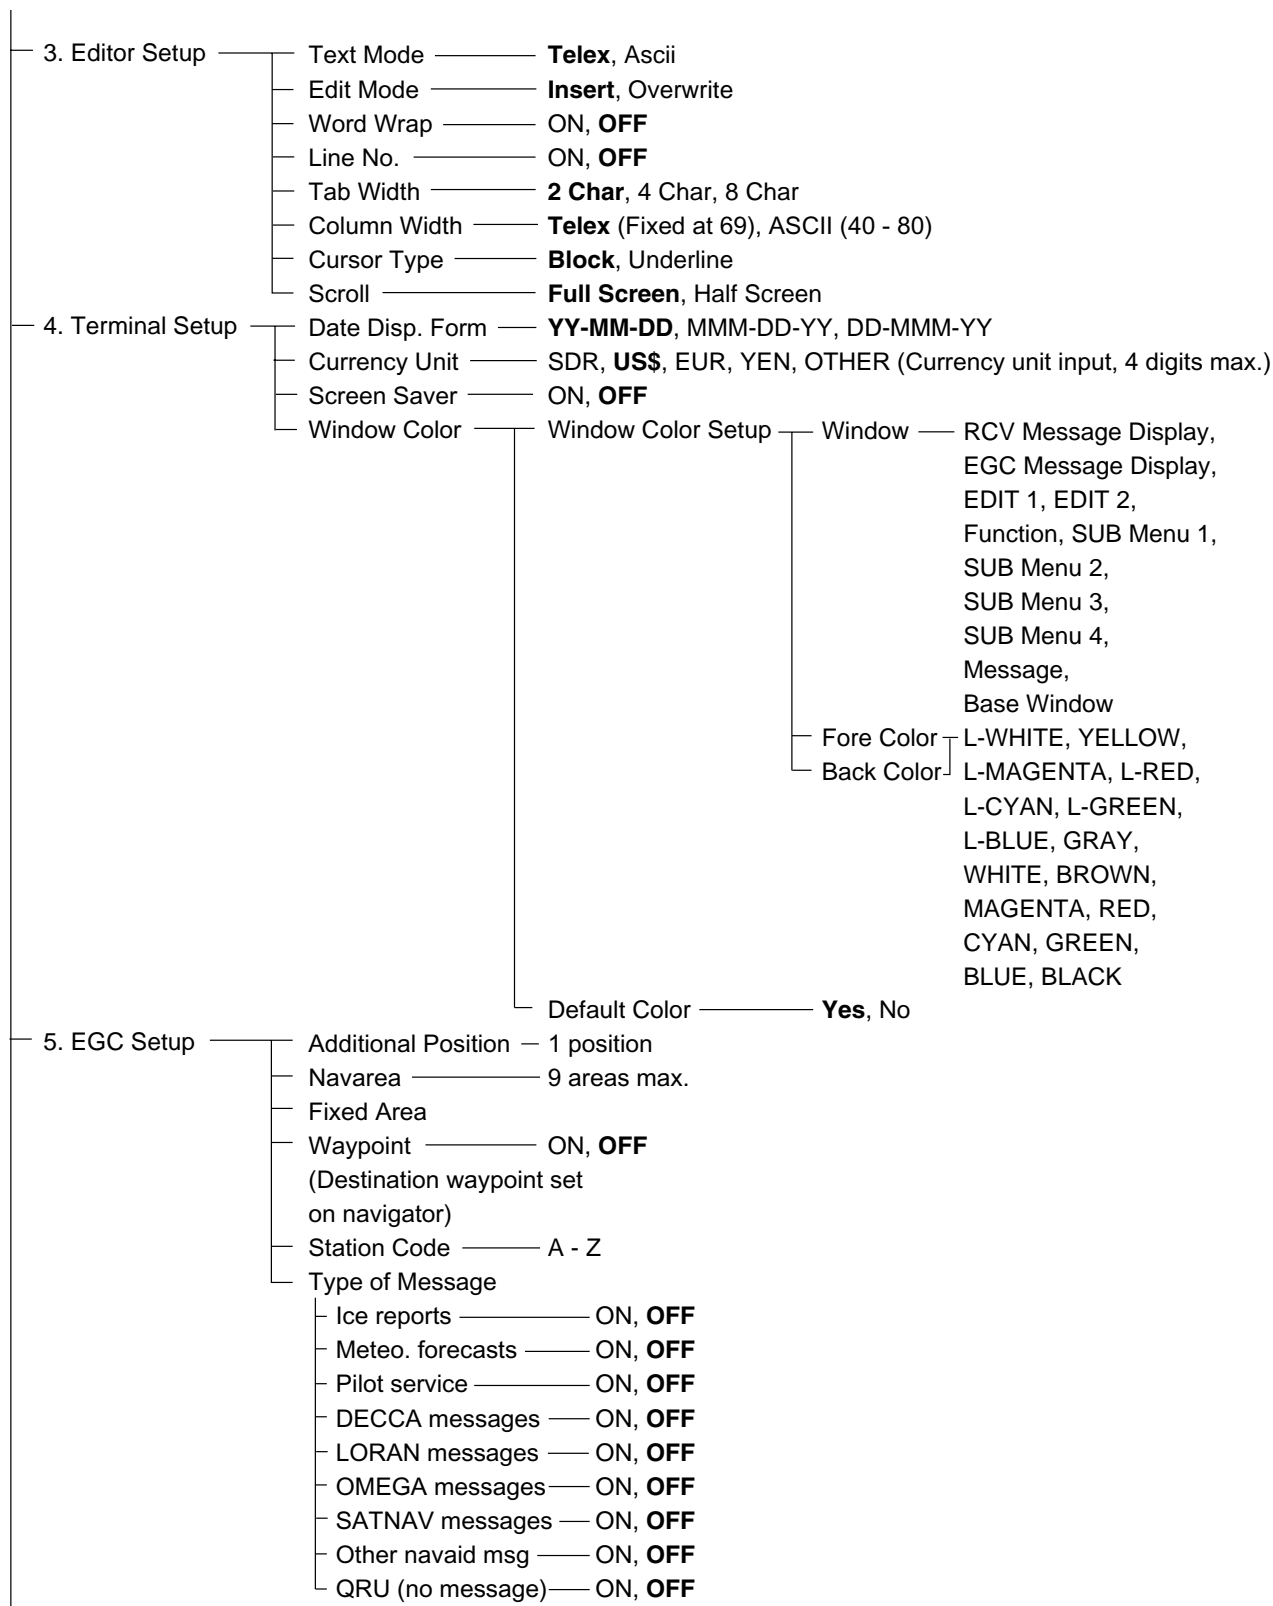 3. Editor Setup Text Mode Telex, Ascii
Edit Mode Insert, Overwrite
Word Wrap ON, OFF
Line No. ON, OFF
Tab Width 2 Char, 4 Char, 8 Char
Column Width Telex (Fixed at 69), ASCII (40 - 80)
Cursor Type Block, Underline
Scroll Full Screen, Half Screen
4. Terminal Setup Date Disp. Form YY-MM-DD, MMM-DD-YY, DD-MMM-YY
Currency Unit SDR, US$, EUR, YEN, OTHER (Currency unit input, 4 digits max.)
Screen Saver ON, OFF
Window Color Window Color Setup Window RCV Message Display,
EGC Message Display,
EDIT 1, EDIT 2,
Function, SUB Menu 1,
SUB Menu 2,
SUB Menu 3,
SUB Menu 4,
Message,
Base Window
Fore Color L-WHITE, YELLOW,
Back Color L-MAGENTA, L-RED,
L-CYAN, L-GREEN,
L-BLUE, GRAY,
WHITE, BROWN,
MAGENTA, RED,
CYAN, GREEN,
BLUE, BLACK
Default Color Yes, No
5. EGC Setup Additional Position 1 position
Navarea 9 areas max.
Fixed Area
Waypoint ON, OFF
(Destination waypoint set
on navigator)
Station Code A - Z
Type of Message
Ice reports ON, OFF
Meteo. forecasts ON, OFF
Pilot service ON, OFF
DECCA messages ON, OFF
LORAN messages ON, OFF
OMEGA messages ON, OFF
SATNAV messages ON, OFF
Other navaid msg ON, OFF
QRU (no message) ON, OFF